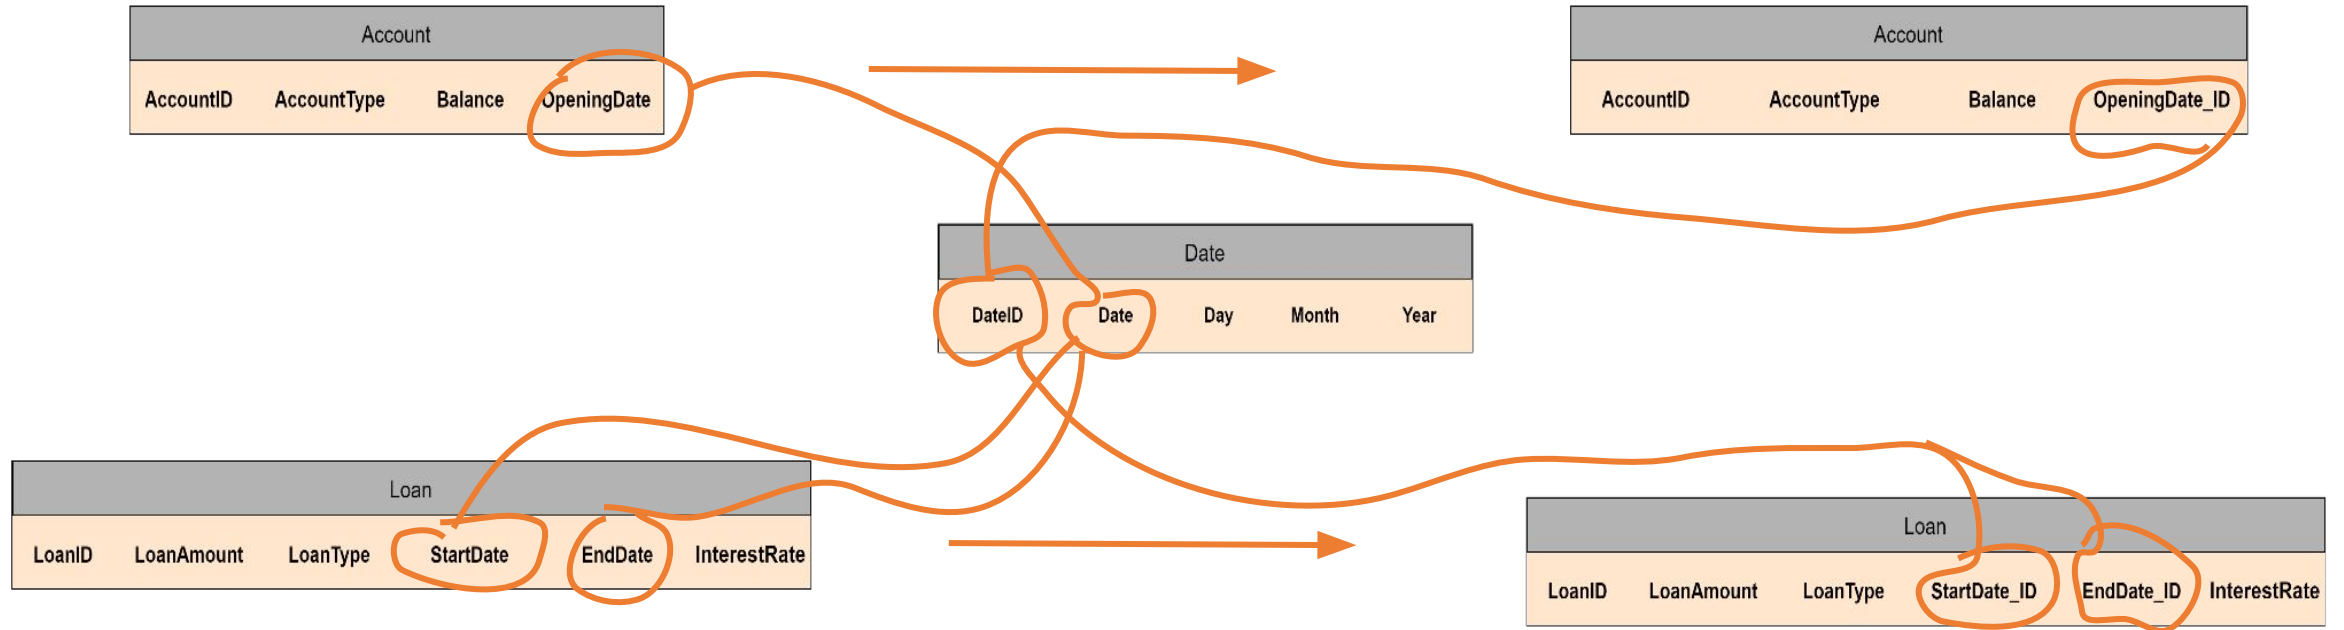 Account
AccountID AccountType Balance OpeningDate
Account
AccountID AccountType Balance OpeningDate_ID
Date
DateID Date Day Month Year
Loan
LoanID LoanAmount LoanType StartDate EndDate InterestRate
Loan
LoanID LoanAmount LoanType StartDate_ID EndDate_ID InterestRate